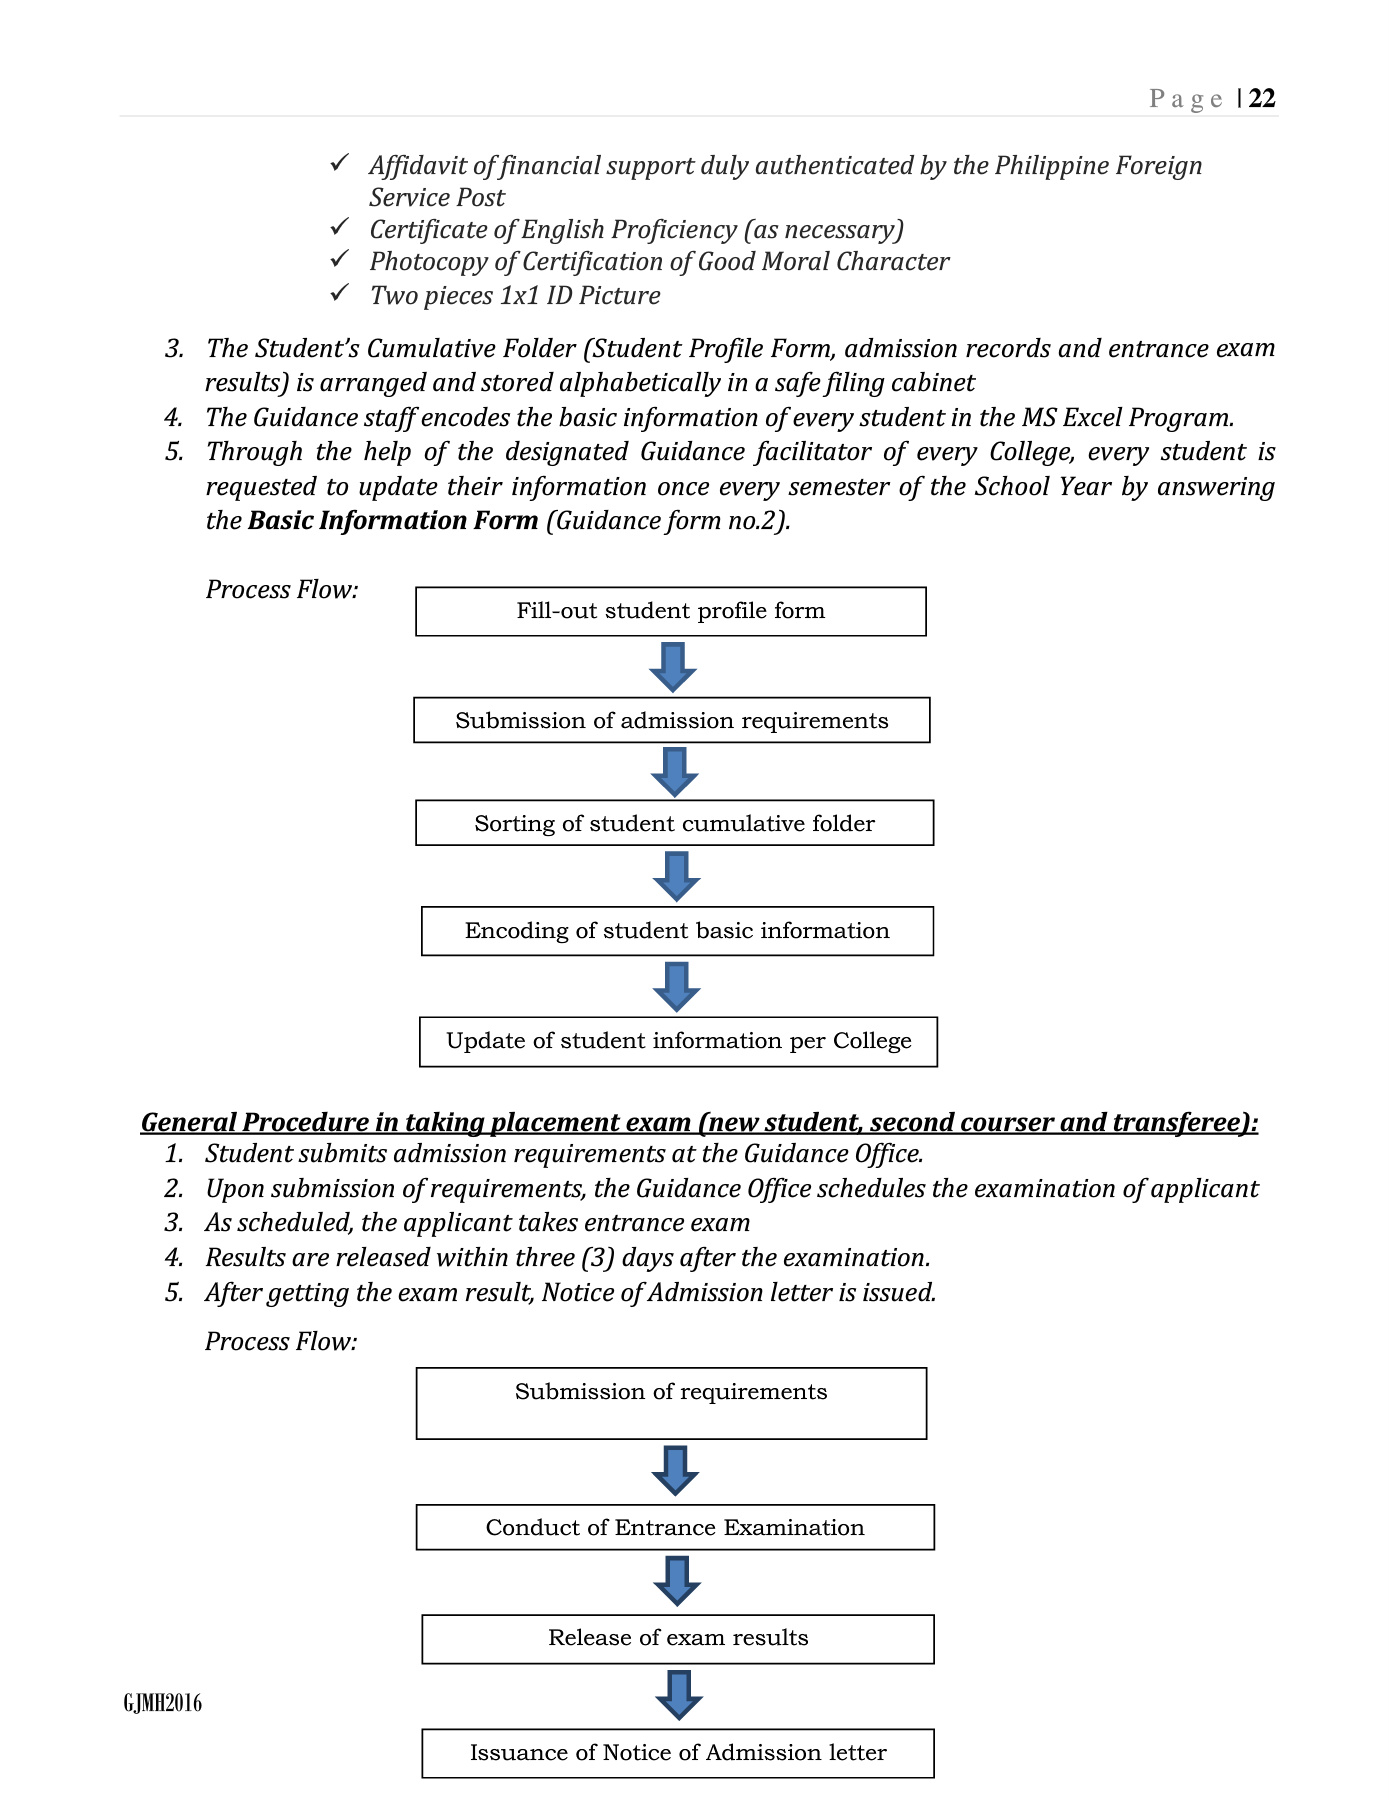 Page | 22
✓ Affidavit of financial support duly authenticated by the Philippine Foreign
Service Post
✓ Certificate of English Proficiency (as necessary)
✓ Photocopy of Certification of Good Moral Character
✓ Two pieces 1x1 ID Picture
3. The Student’s Cumulative Folder (Student Profile Form, admission records and entrance exam
results) is arranged and stored alphabetically in a safe filing cabinet
4. The Guidance staff encodes the basic information of every student in the MS Excel Program.
5. Through the help of the designated Guidance facilitator of every College, every student is
requested to update their information once every semester of the School Year by answering
the Basic Information Form (Guidance form no.2).
Process Flow:
Fill-out student profile form
Submission of admission requirements
Sorting of student cumulative folder
Encoding of student basic information
Update of student information per College
General Procedure in taking placement exam (new student, second courser and transferee):
1. Student submits admission requirements at the Guidance Office.
2. Upon submission of requirements, the Guidance Office schedules the examination of applicant
3. As scheduled, the applicant takes entrance exam
4. Results are released within three (3) days after the examination.
5. After getting the exam result, Notice of Admission letter is issued.
Process Flow:
Submission of requirements
Conduct of Entrance Examination
Release of exam results
GJMH2016
Issuance of Notice of Admission letter